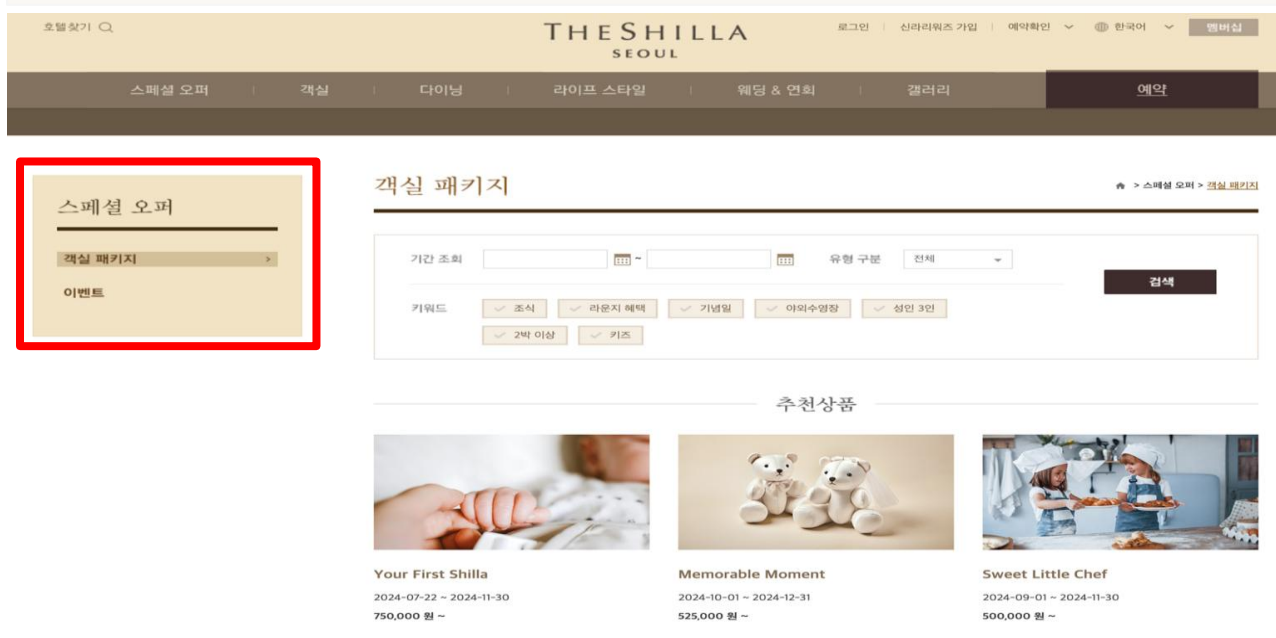 호텔찾기
THE SHILLA
SEOUL
로그인 신라리워즈 가입 예약확인 한국어 멤버십
스페셜 오퍼 객실 다이닝 라이프 스타일 웨딩 & 연회 갤러리 예약
스페셜 오퍼
객실 패키지 >
이벤트
객실 패키지
> 스페셜 오퍼 > 객실 패키지
기간 조회 ~ 유형 구분 전체
검색
키워드 조식 라운지 혜택 기념일 야외수영장 성인 3인
2박 이상 키즈
추천상품
Your First Shilla
2024-07-22 ~ 2024-11-30
750,000 원 ~
Memorable Moment
2024-10-01 ~ 2024-12-31
525,000 원 ~
Sweet Little Chef
2024-09-01 ~ 2024-11-30
500,000 원 ~